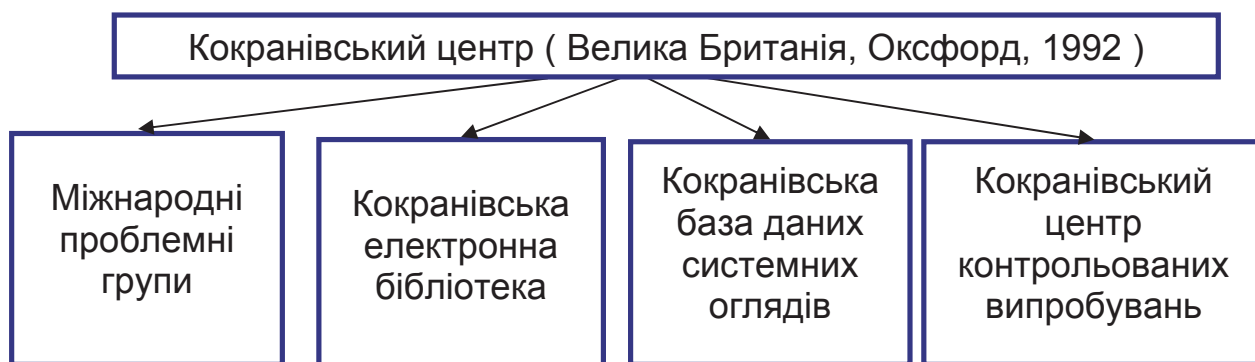 Кокранівський центр ( Велика Британія, Оксфорд, 1992 )
Міжнародні
проблемні
групи
Кокранівська
електронна
бібліотека
Кокранівська
база даних
системних
оглядів
Кокранівський
центр
контрольованих
випробувань